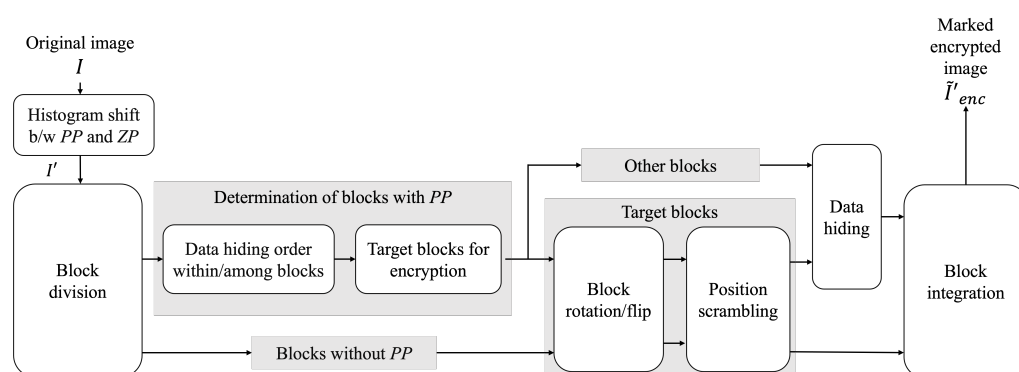 Original image
I
Histogram shift
b/w PP and ZP
I′
Block
division
Determination of blocks with PP
Data hiding order
within/among blocks
Target blocks for
encryption
Blocks without PP
Other blocks
Target blocks
Block
rotation/flip
Position
scrambling
Data
hiding
Marked
encrypted
image
Ĩ′enc
Block
integration